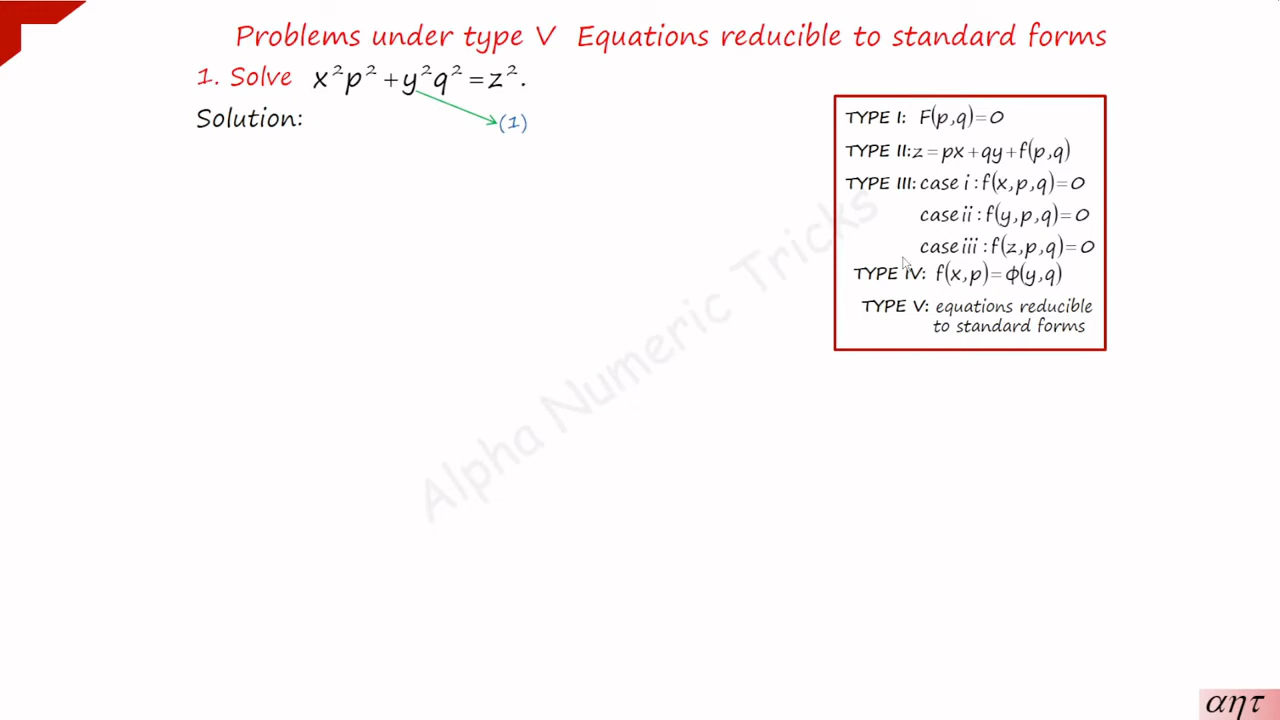 Problems under type V Equations reducible to standard forms
1. Solve x²p² + y²q² = z².
Solution:
(1)
TYPE I: F(p,q)=0
TYPE II: z=px+qy+f(p,q)
TYPE III: case i : f(x,p,q)=0
case ii : f(y,p,q)=0
case iii : f(z,p,q)=0
TYPE IV: f(x,p)=ϕ(y,q)
TYPE V: equations reducible
to standard forms
Alpha Numeric Tricks
αητ